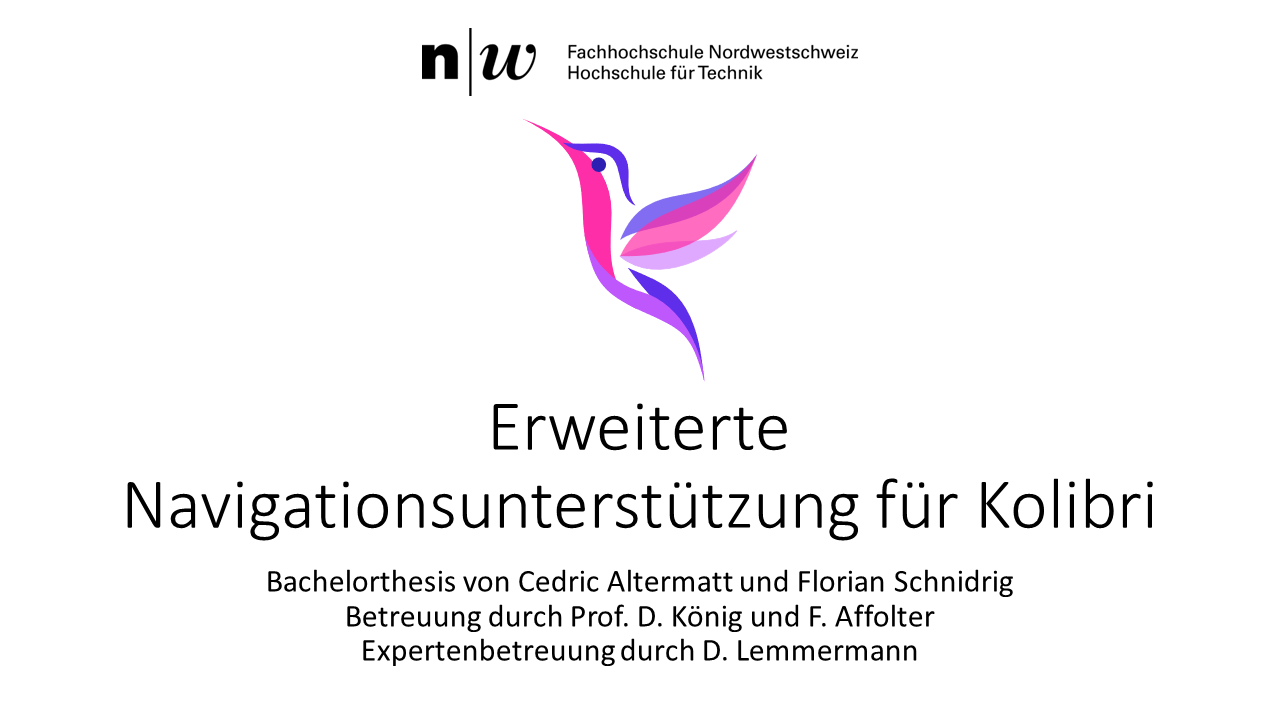 n|w
Fachhochschule Nordwestschweiz
Hochschule für Technik
Erweiterte
Navigationsunterstützung für Kolibri
Bachelorthesis von Cedric Altermatt und Florian Schnidrig
Betreuung durch Prof. D. König und F. Affolter
Expertenbetreuung durch D. Lemmermann